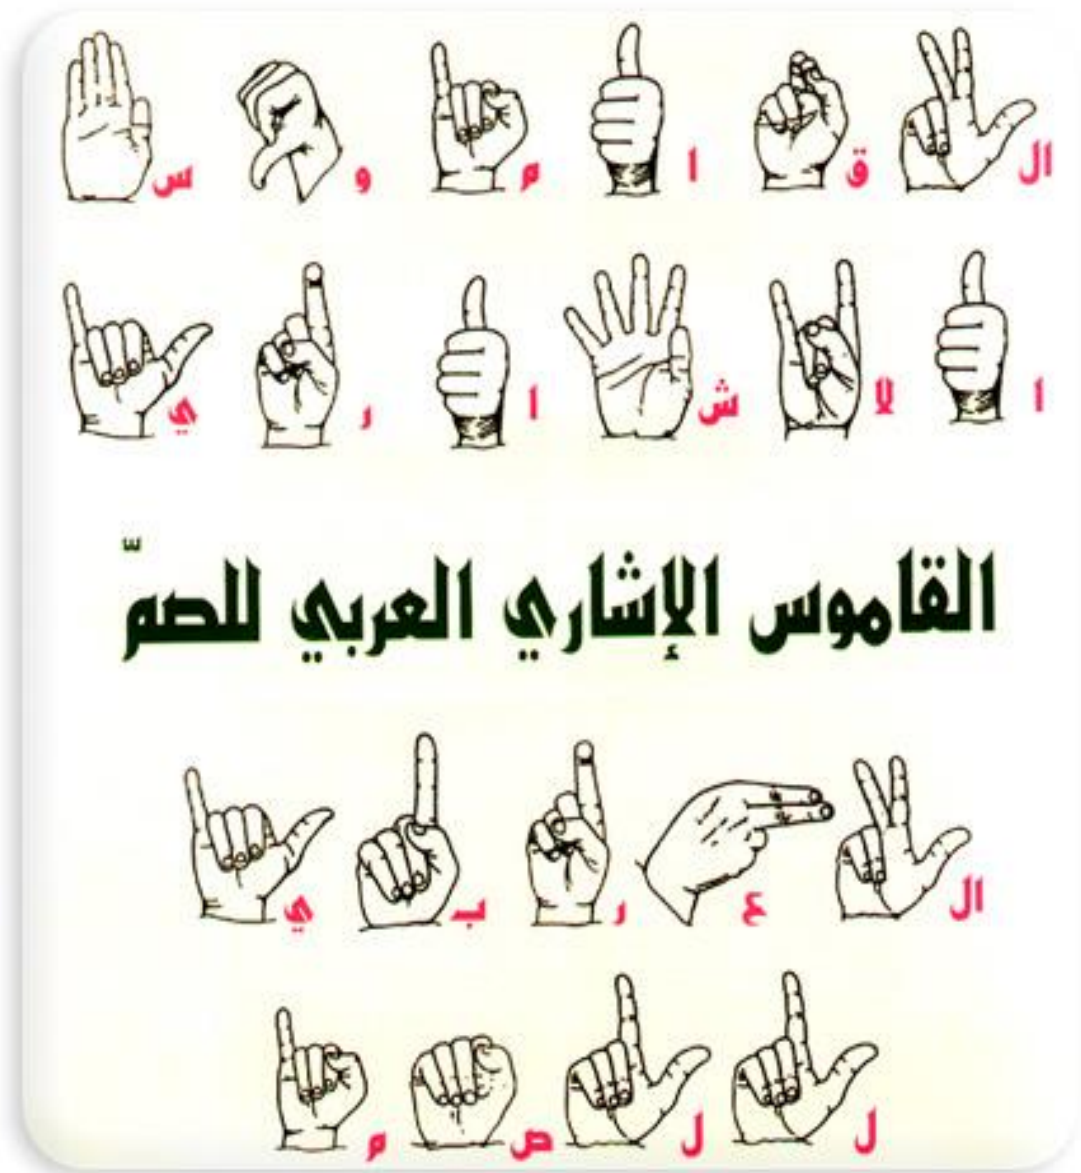 ال ق ا م و س
ا لا ش ا ر ي
القاموس الإشاري العربي للصمّ
ال ع ر ب ي
ل ل ص م